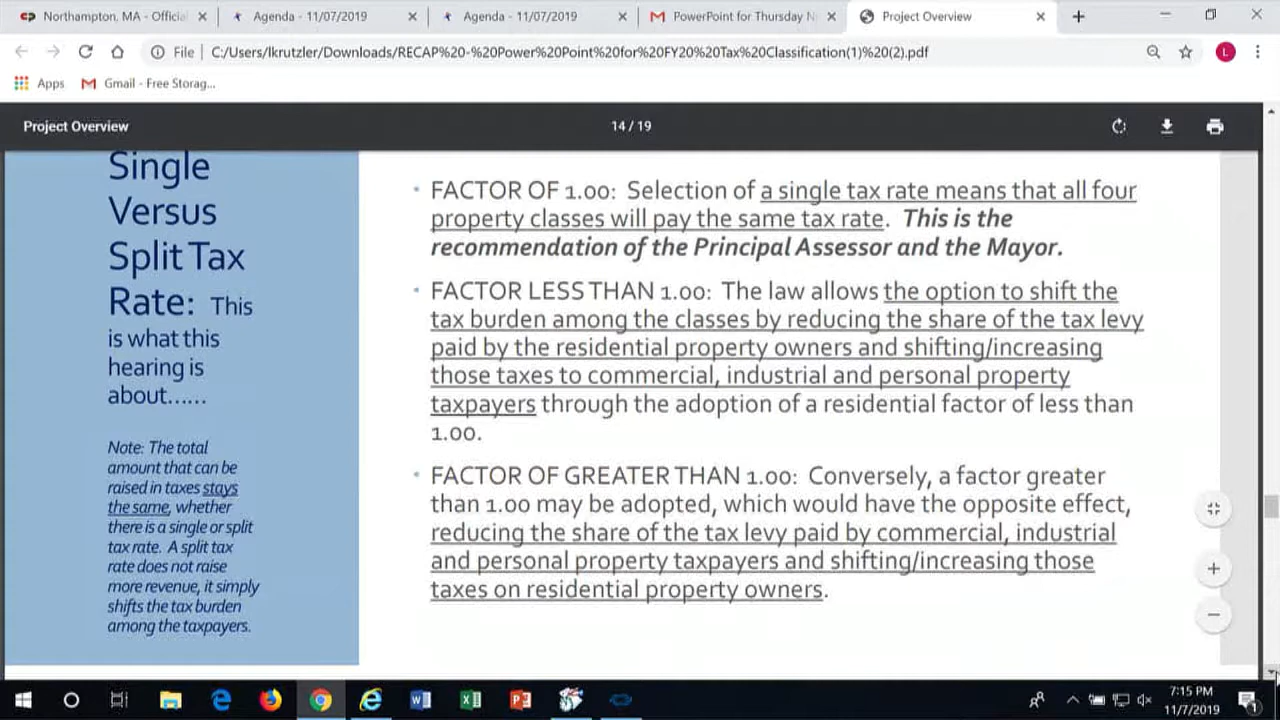 Northampton, MA - Official
Agenda - 11/07/2019
Agenda - 11/07/2019
PowerPoint for Thursday N
Project Overview
File
C:/Users/lkrutzler/Downloads/RECAP%20-%20Power%20Point%20for%20FY20%20Tax%20Classification(1)%20(2).pdf
L
Apps
Gmail - Free Storag...
Project Overview
14 / 19
Single
Versus
Split Tax
Rate: This
is what this
hearing is
about......
Note: The total
amount that can be
raised in taxes stays
the same, whether
there is a single or split
tax rate. A split tax
rate does not raise
more revenue, it simply
shifts the tax burden
among the taxpayers.
• FACTOR OF 1.00: Selection of a single tax rate means that all four
property classes will pay the same tax rate. This is the
recommendation of the Principal Assessor and the Mayor.
• FACTOR LESS THAN 1.00: The law allows the option to shift the
tax burden among the classes by reducing the share of the tax levy
paid by the residential property owners and shifting/increasing
those taxes to commercial, industrial and personal property
taxpayers through the adoption of a residential factor of less than
1.00.
• FACTOR OF GREATER THAN 1.00: Conversely, a factor greater
than 1.00 may be adopted, which would have the opposite effect,
reducing the share of the tax levy paid by commercial, industrial
and personal property taxpayers and shifting/increasing those
taxes on residential property owners.
7:15 PM
11/7/2019
1